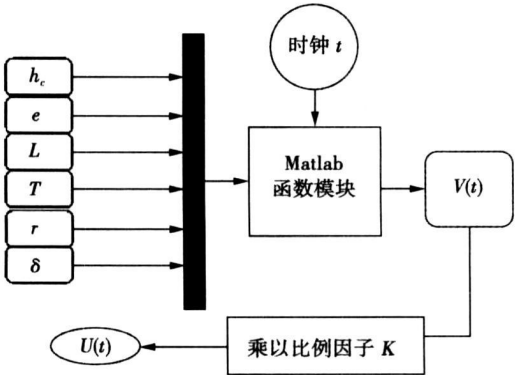 时钟 t
h_c
e
L
T
r
δ
Matlab
函数模块
V(t)
乘以比例因子 K
U(t)